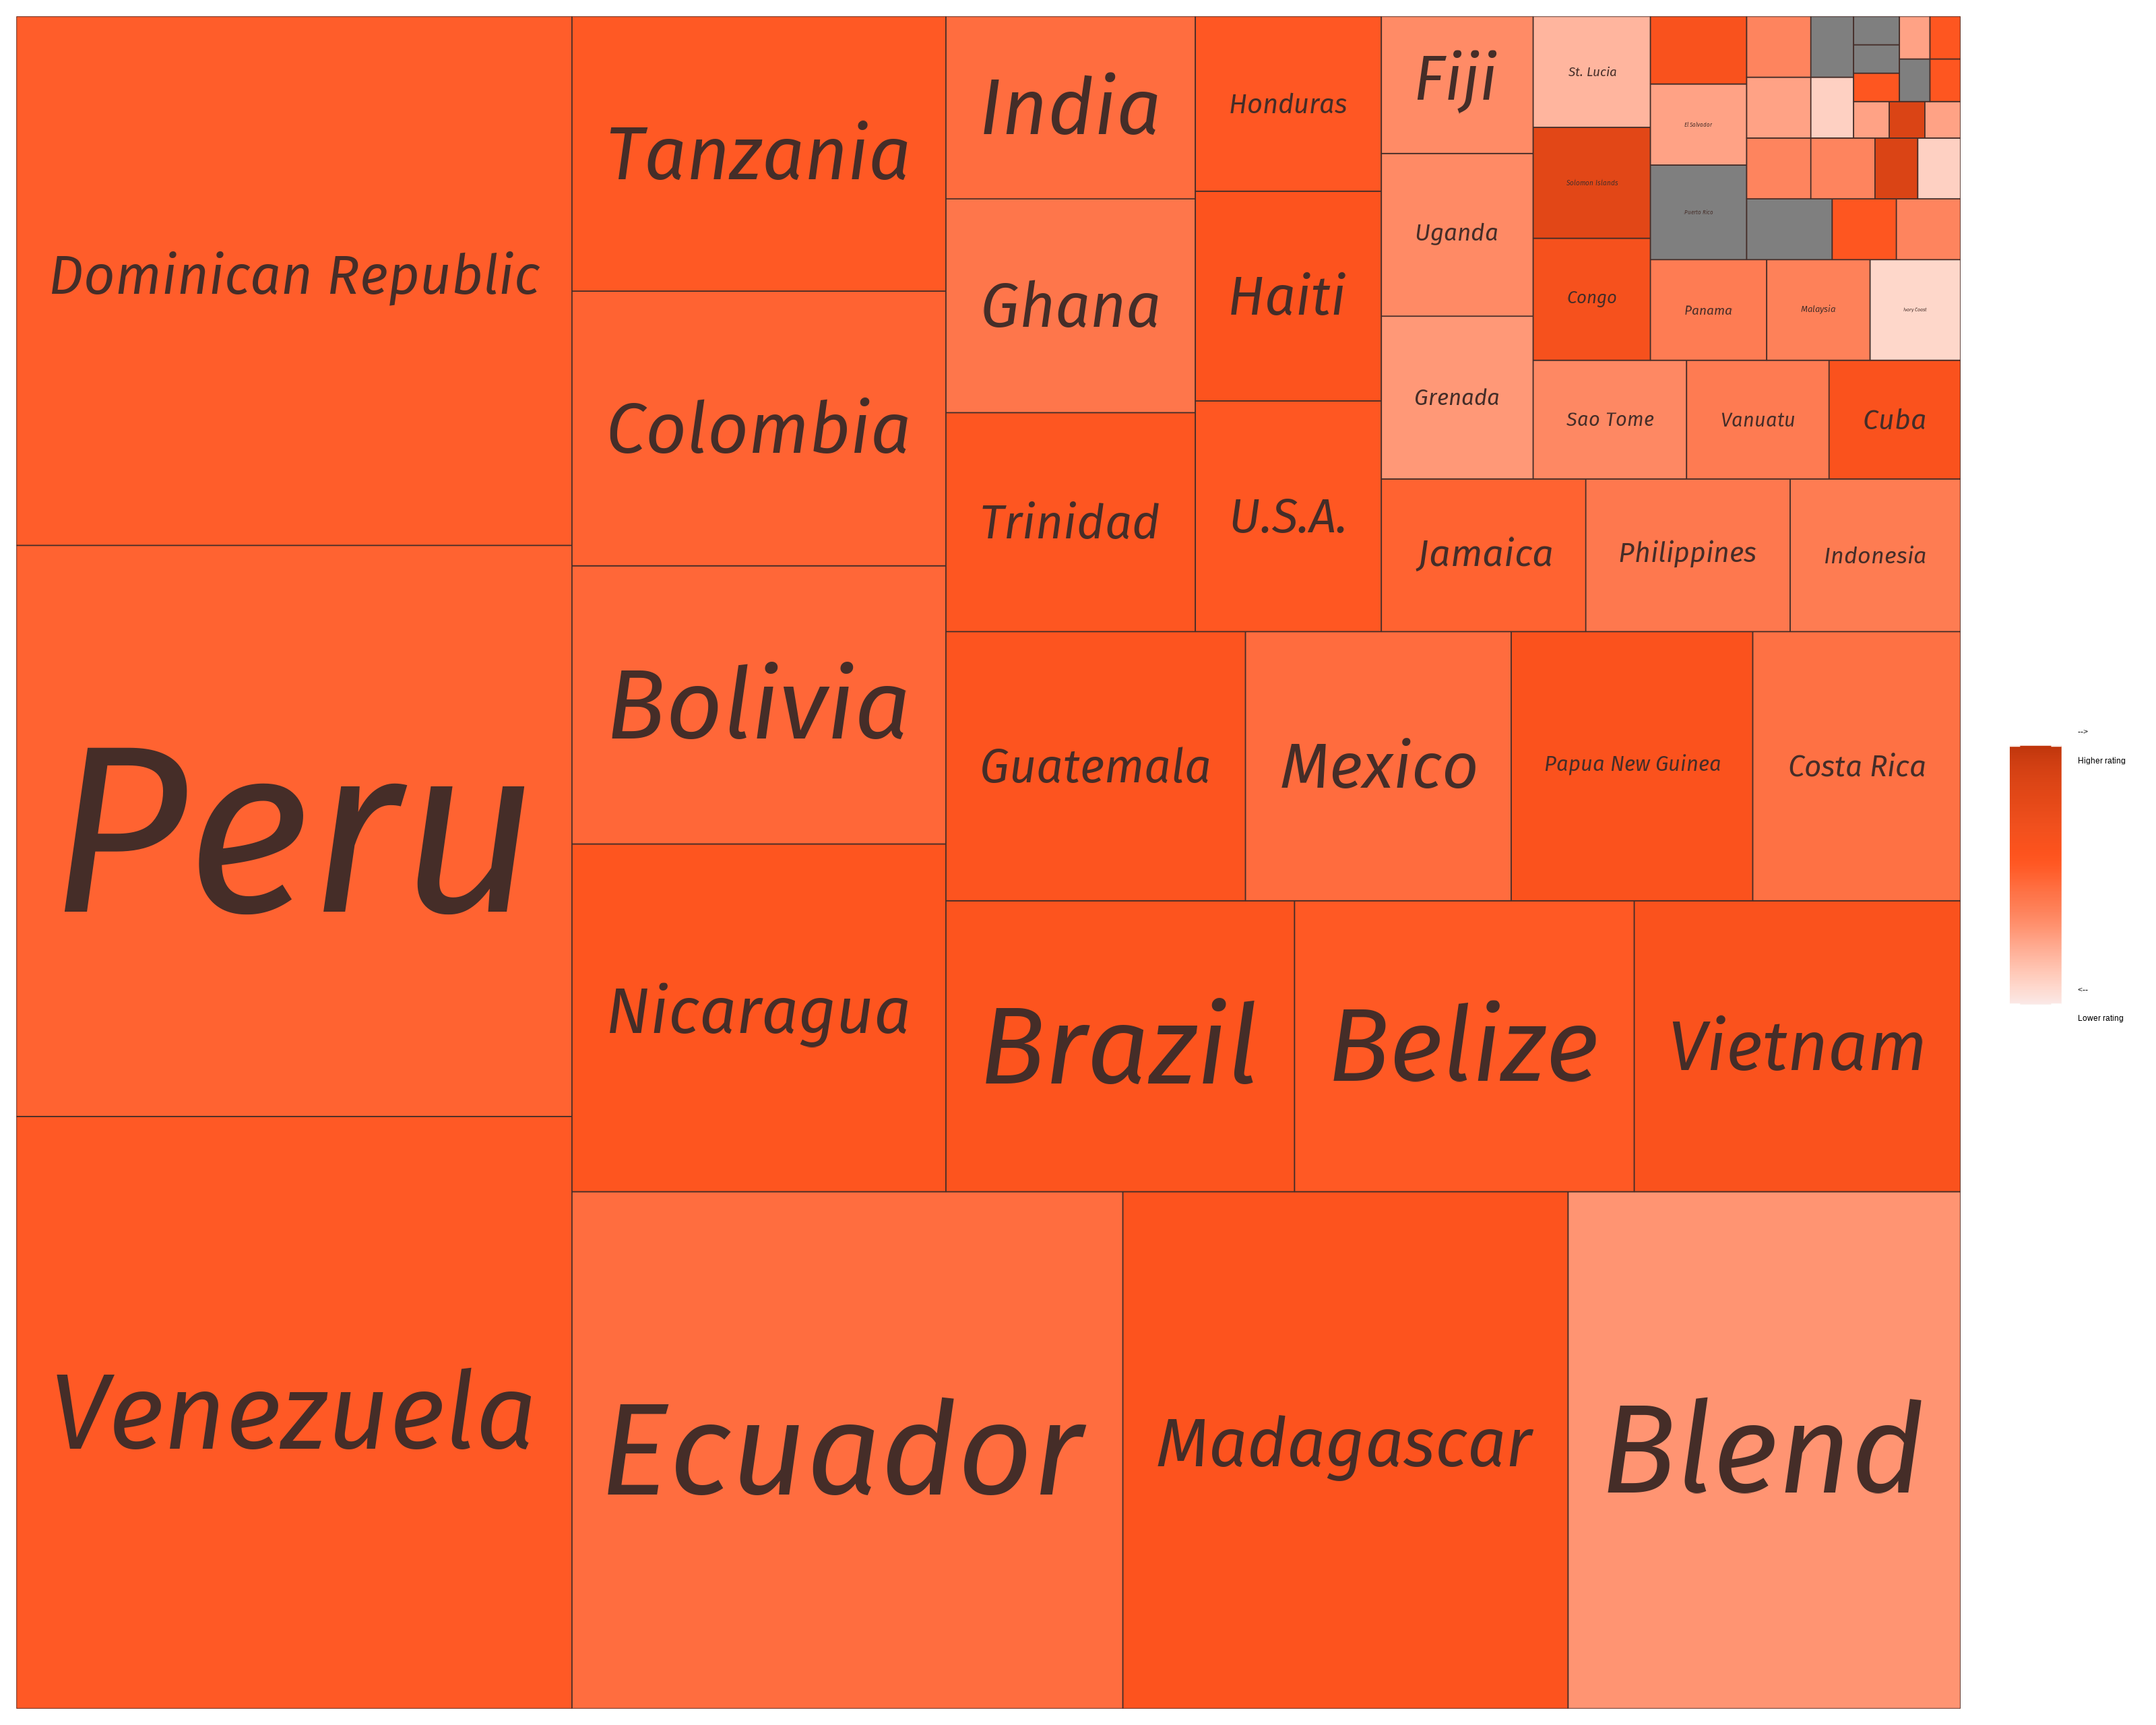 Dominican Republic
Peru
Venezuela
Tanzania
Colombia
Bolivia
Nicaragua
Ecuador
Madagascar
Blend
India
Ghana
Trinidad
Honduras
Haiti
U.S.A.
Guatemala
Mexico
Papua New Guinea
Costa Rica
Brazil
Belize
Vietnam
Fiji
Uganda
Grenada
Jamaica
Philippines
Indonesia
St. Lucia
Solomon Islands
Congo
Sao Tome
Vanuatu
Cuba
El Salvador
Puerto Rico
Panama
Malaysia
Ivory Coast
-->
Higher rating
<--
Lower rating